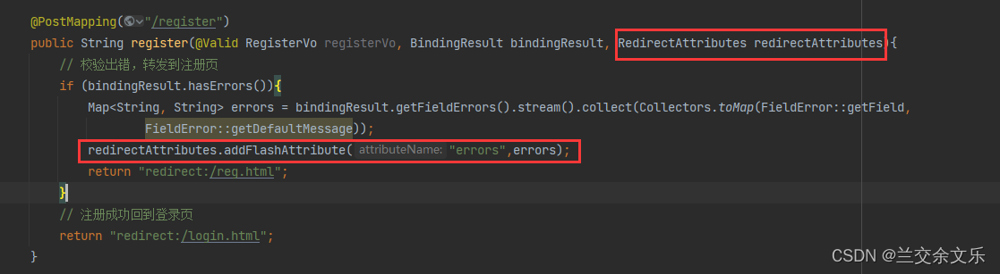 @PostMapping("/register")
public String register(@Valid RegisterVo registerVo, BindingResult bindingResult, RedirectAttributes redirectAttributes){
// 校验出错，转发到注册页
if (bindingResult.hasErrors()){
Map<String, String> errors = bindingResult.getFieldErrors().stream().collect(Collectors.toMap(FieldError::getField,
FieldError::getDefaultMessage));
redirectAttributes.addFlashAttribute( attributeName: "errors",errors);
return "redirect:/reg.html";
}
// 注册成功回到登录页
return "redirect:/login.html";
}
CSDN @兰交余文乐